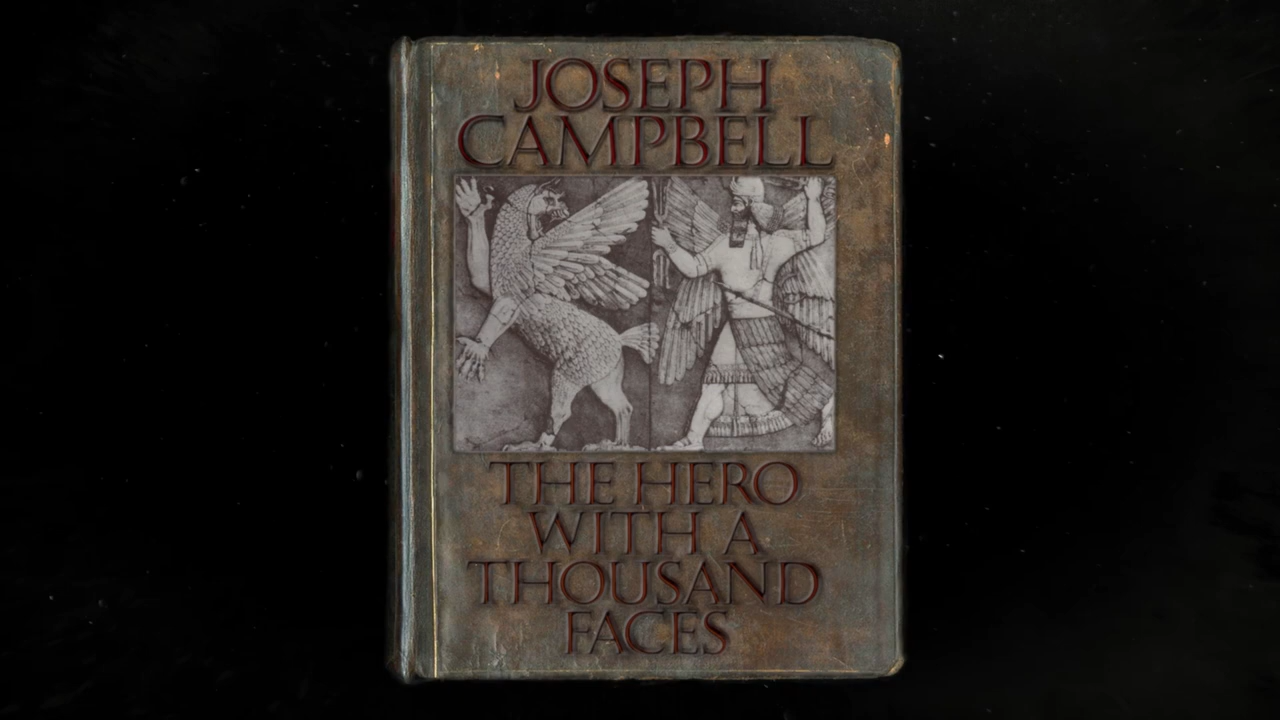 JOSEPH
CAMPBELL
THE HERO
WITH A
THOUSAND
FACES